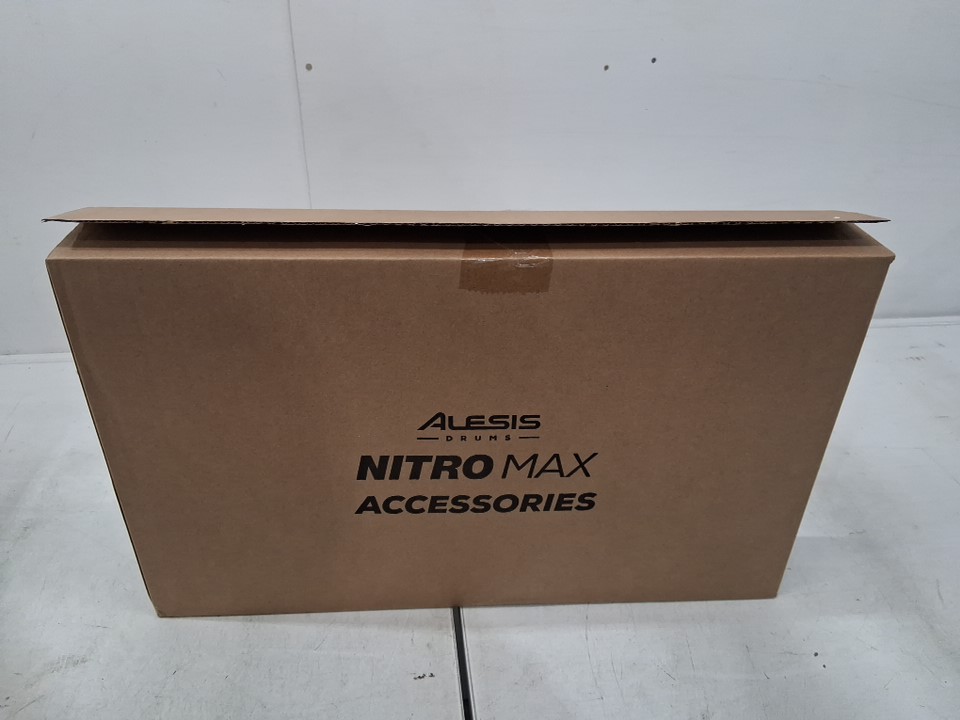 ALESIS
DRUMS
NITRO MAX
ACCESSORIES